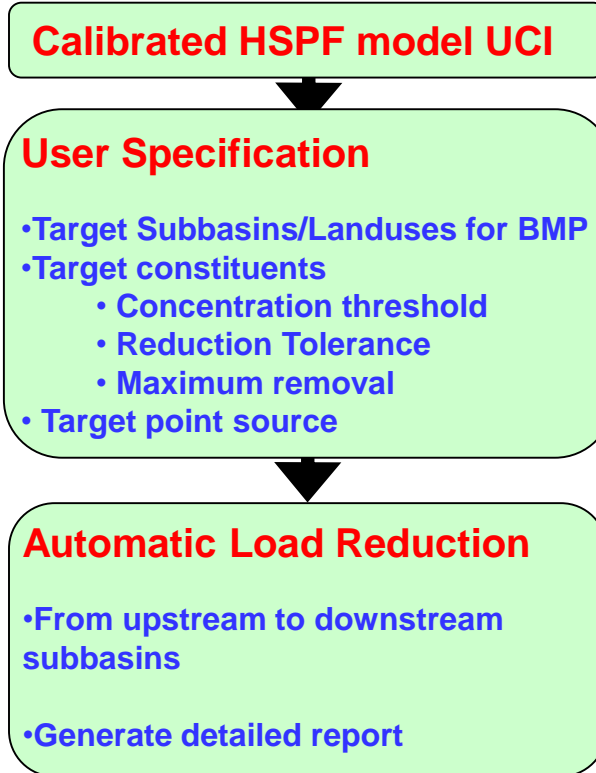 Calibrated HSPF model UCI
User Specification
•Target Subbasins/Landuses for BMP
•Target constituents
• Concentration threshold
• Reduction Tolerance
• Maximum removal
• Target point source
Automatic Load Reduction
•From upstream to downstream
subbasins
•Generate detailed report